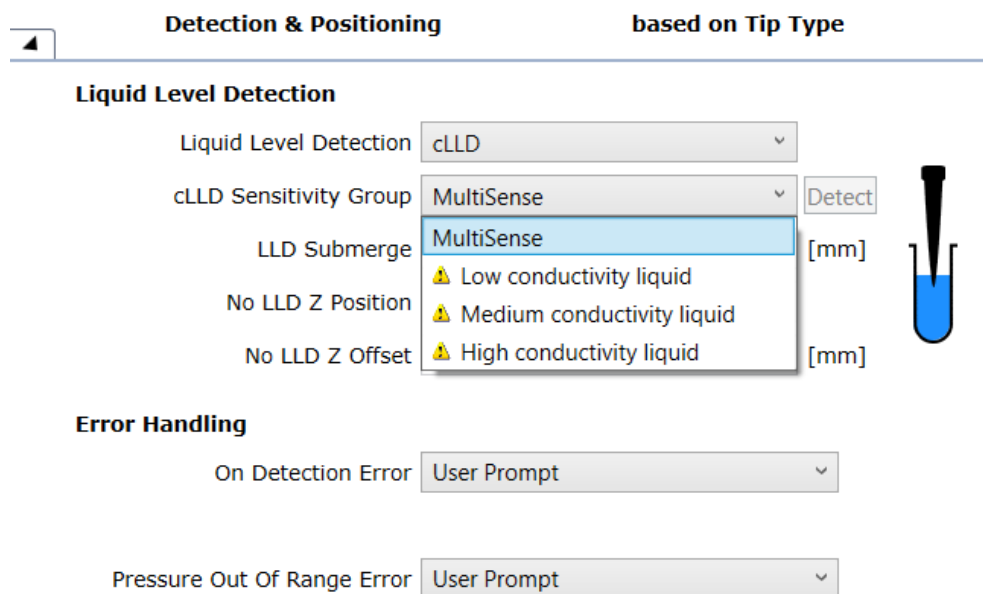 Detection & Positioning based on Tip Type
Liquid Level Detection
Liquid Level Detection cLLD
cLLD Sensitivity Group MultiSense Detect
MultiSense
LLD Submerge [mm]
Low conductivity liquid
No LLD Z Position
Medium conductivity liquid
No LLD Z Offset [mm]
High conductivity liquid
Error Handling
On Detection Error User Prompt
Pressure Out Of Range Error User Prompt